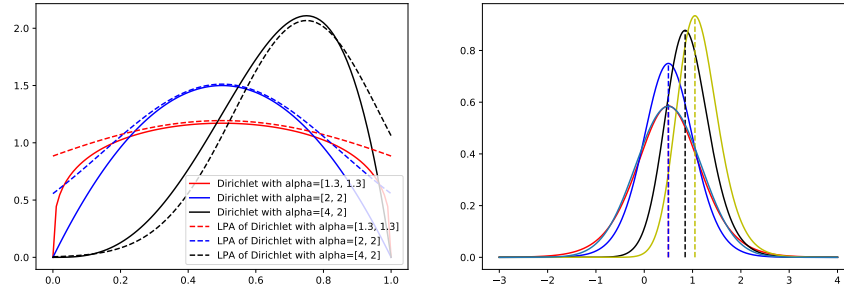 2.0
1.5
1.0
0.5
0.0
0.0 0.2 0.4 0.6 0.8 1.0
Dirichlet with alpha=[1.3, 1.3]
Dirichlet with alpha=[2, 2]
Dirichlet with alpha=[4, 2]
LPA of Dirichlet with alpha=[1.3, 1.3]
LPA of Dirichlet with alpha=[2, 2]
LPA of Dirichlet with alpha=[4, 2]
0.8
0.6
0.4
0.2
0.0
−3 −2 −1 0 1 2 3 4